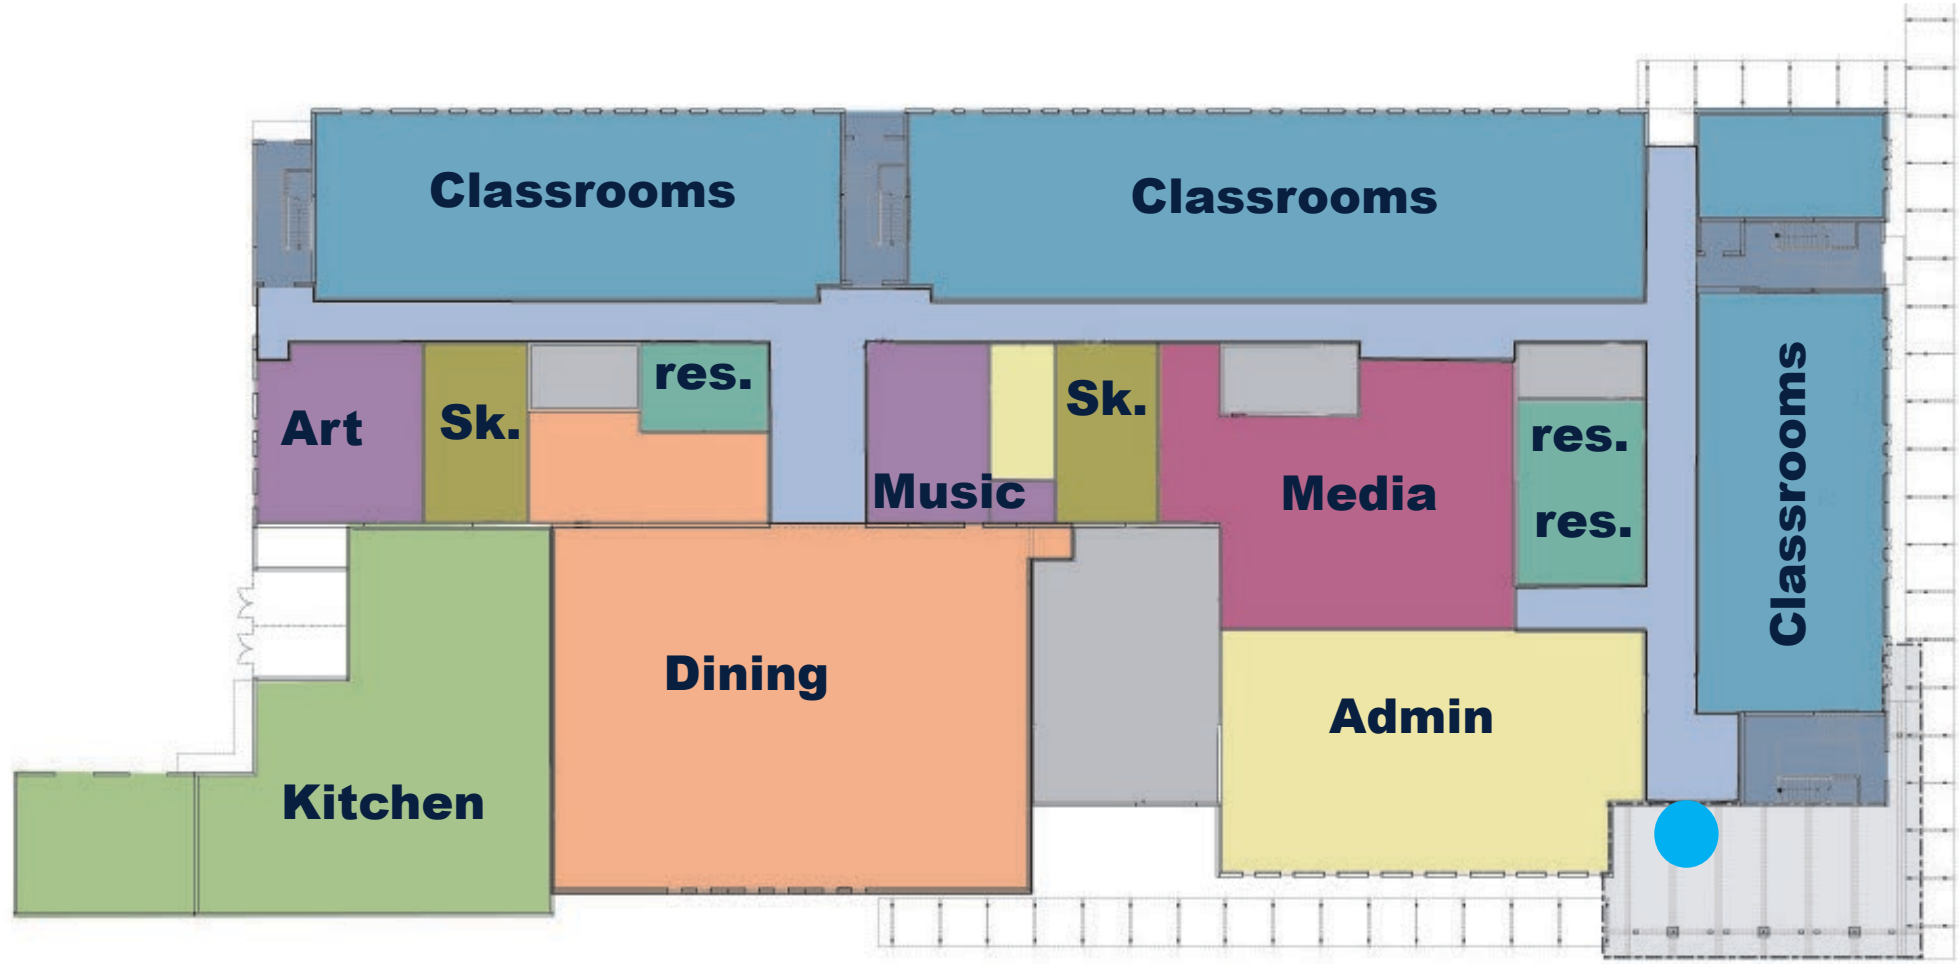 Classrooms
Classrooms
res.
Art
Sk.
Music
Sk.
Media
res.
res.
Classrooms
Dining
Admin
Kitchen